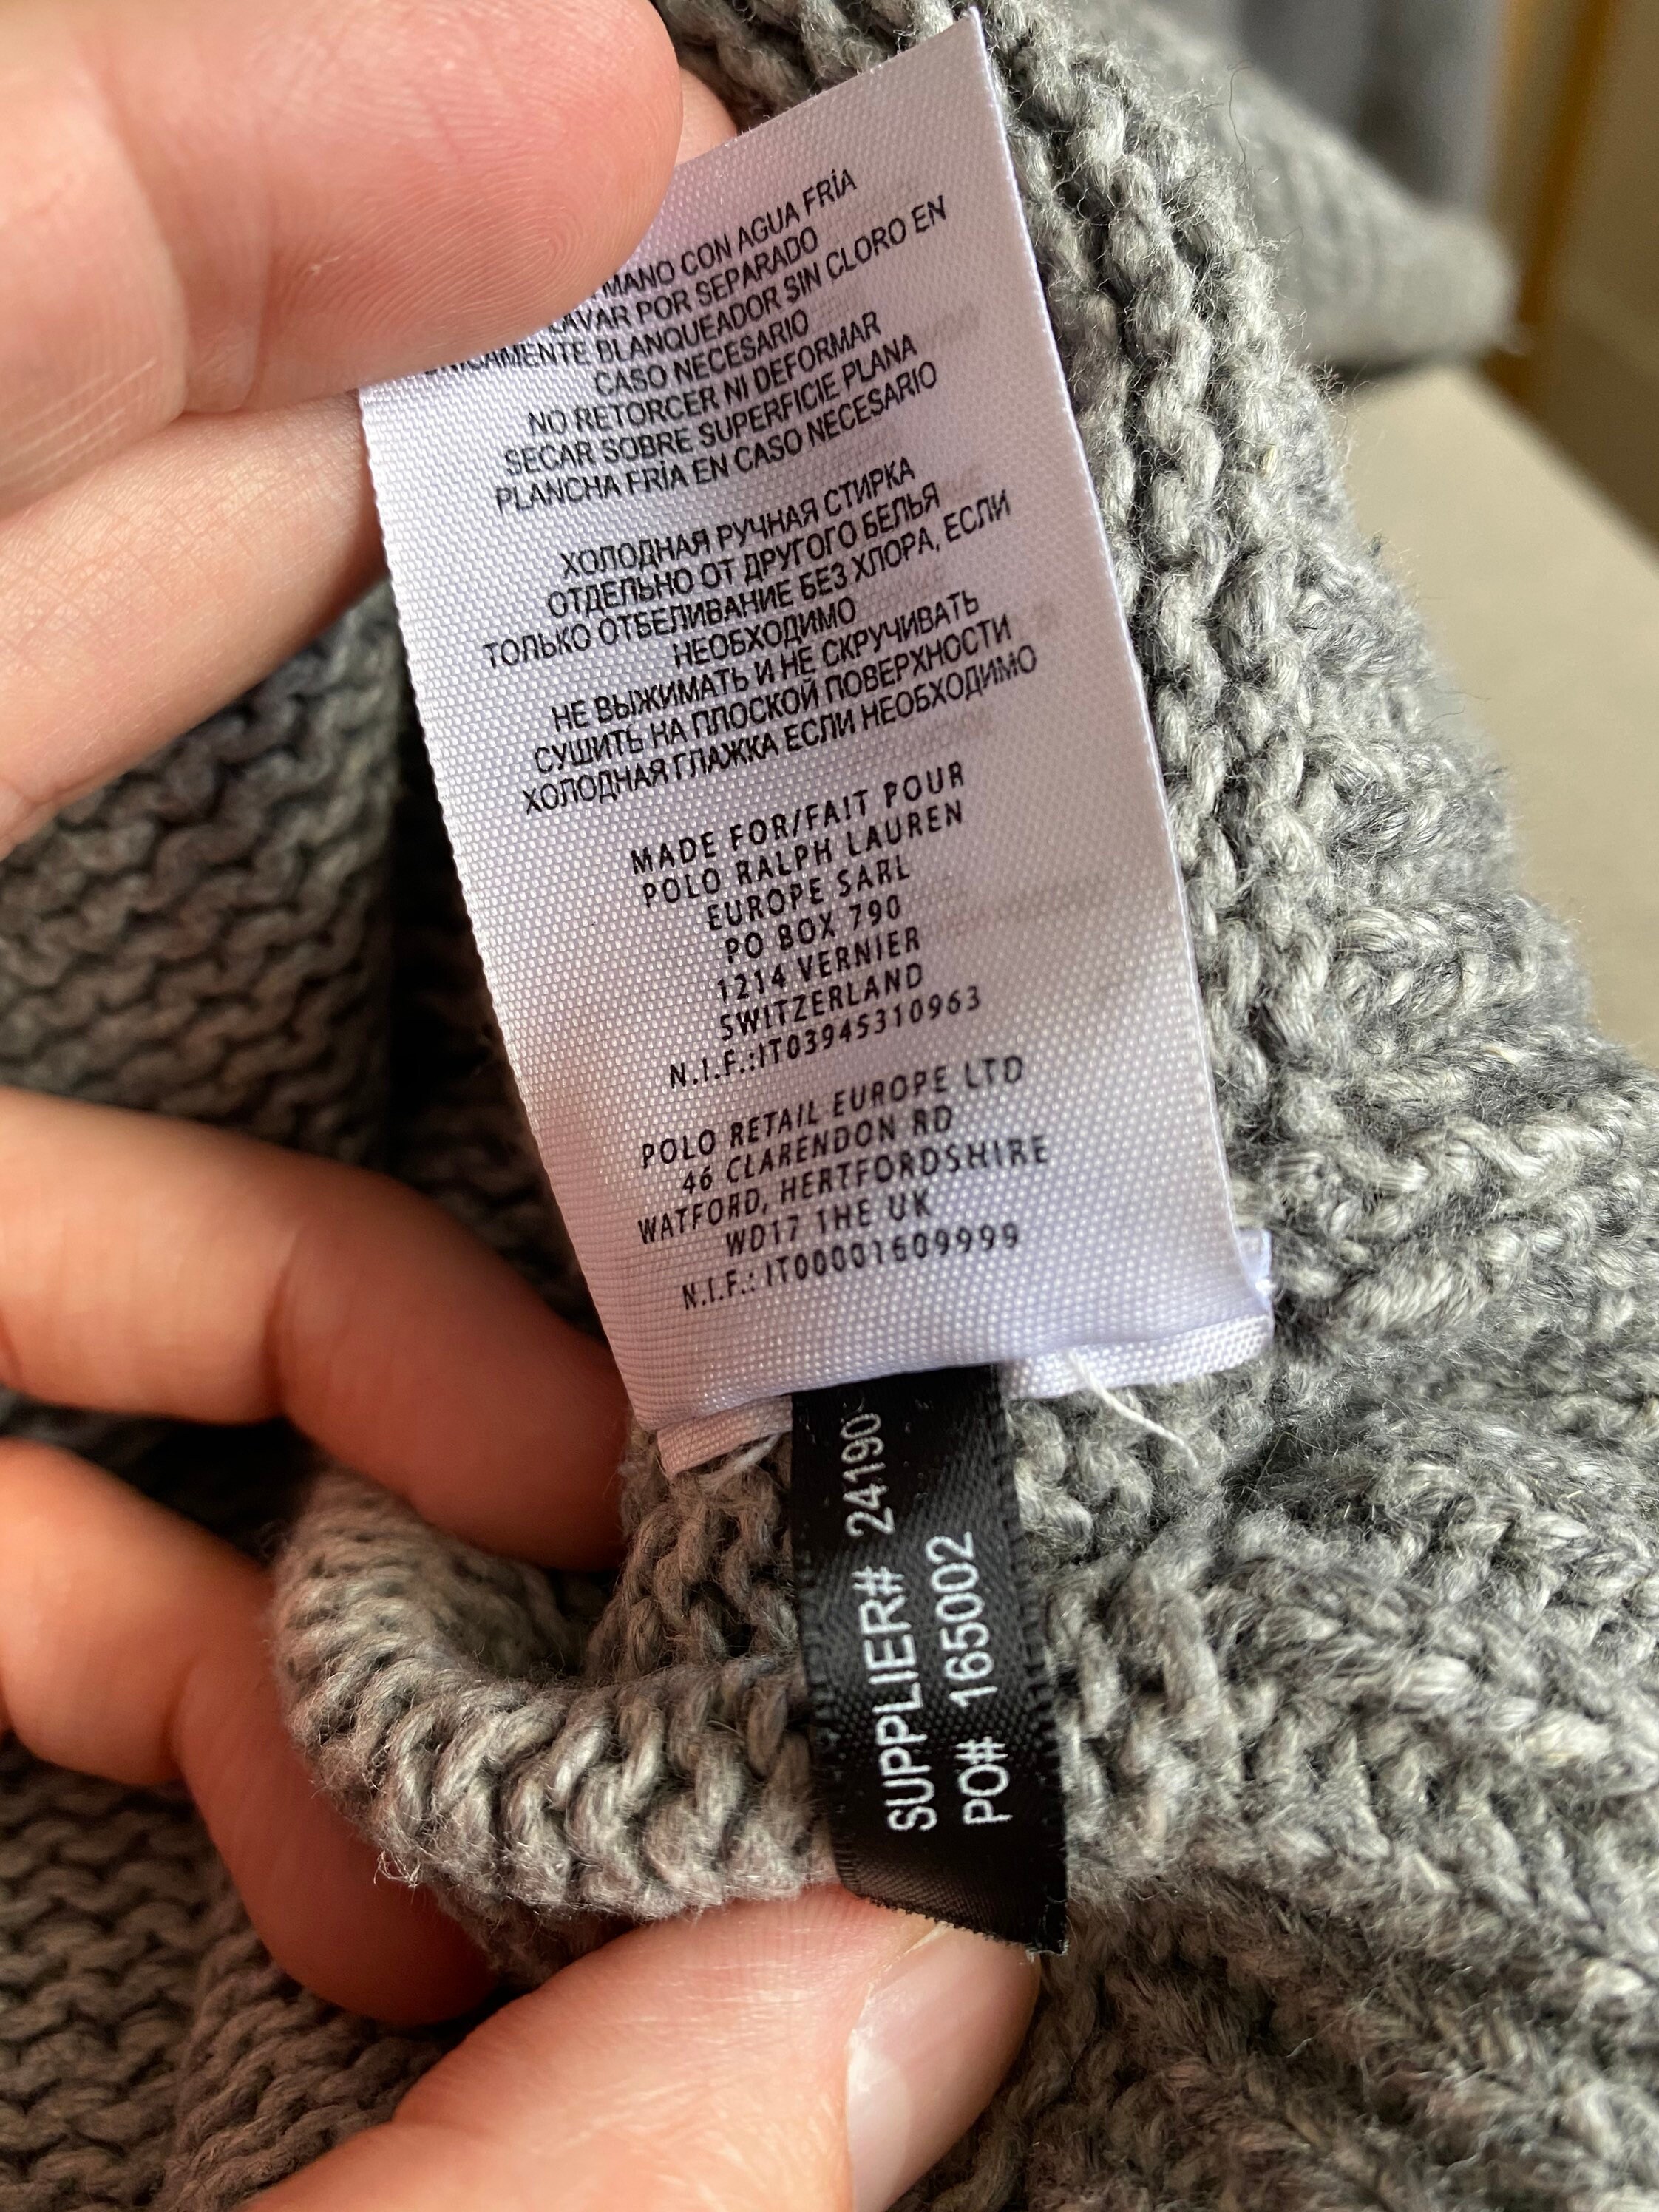 MANO CON AGUA FRÍA
LAVAR POR SEPARADO
BLANQUEADOR SIN CLORO EN
CASO NECESARIO
NO RETORCER NI DEFORMAR
SECAR SOBRE SUPERFICIE PLANA
PLANCHA FRÍA EN CASO NECESARIO
ХОЛОДНАЯ РУЧНАЯ СТИРКА
ОТДЕЛЬНО ОТ ДРУГОГО БЕЛЬЯ
ТОЛЬКО ОТБЕЛИВАНИЕ БЕЗ ХЛОРА, ЕСЛИ
НЕОБХОДИМО
НЕ ВЫЖИМАТЬ И НЕ СКРУЧИВАТЬ
СУШИТЬ НА ПЛОСКОЙ ПОВЕРХНОСТИ
ХОЛОДНАЯ ГЛАЖКА ЕСЛИ НЕОБХОДИМО
MADE FOR/FAIT POUR
POLO RALPH LAUREN
EUROPE SARL
PO BOX 790
1214 VERNIER
SWITZERLAND
N.I.F.:IT03945310963
POLO RETAIL EUROPE LTD
46 CLARENDON RD
WATFORD, HERTFORDSHIRE
WD17 1HE UK
N.I.F.: IT00001609999
SUPPLIER# 24190
PO# 165002